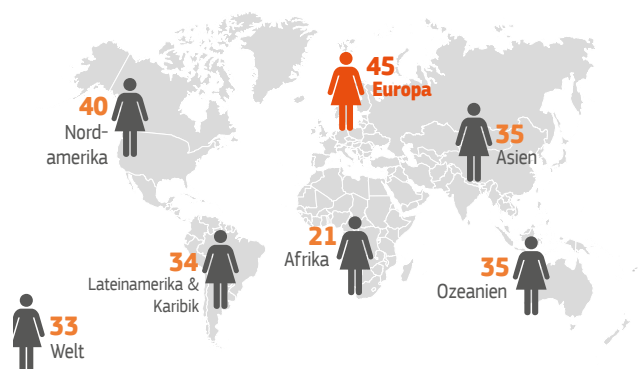 45
Europa
40
Nord-
amerika
35
Asien
34
Lateinamerika &
Karibik
21
Afrika
35
Ozeanien
33
Welt